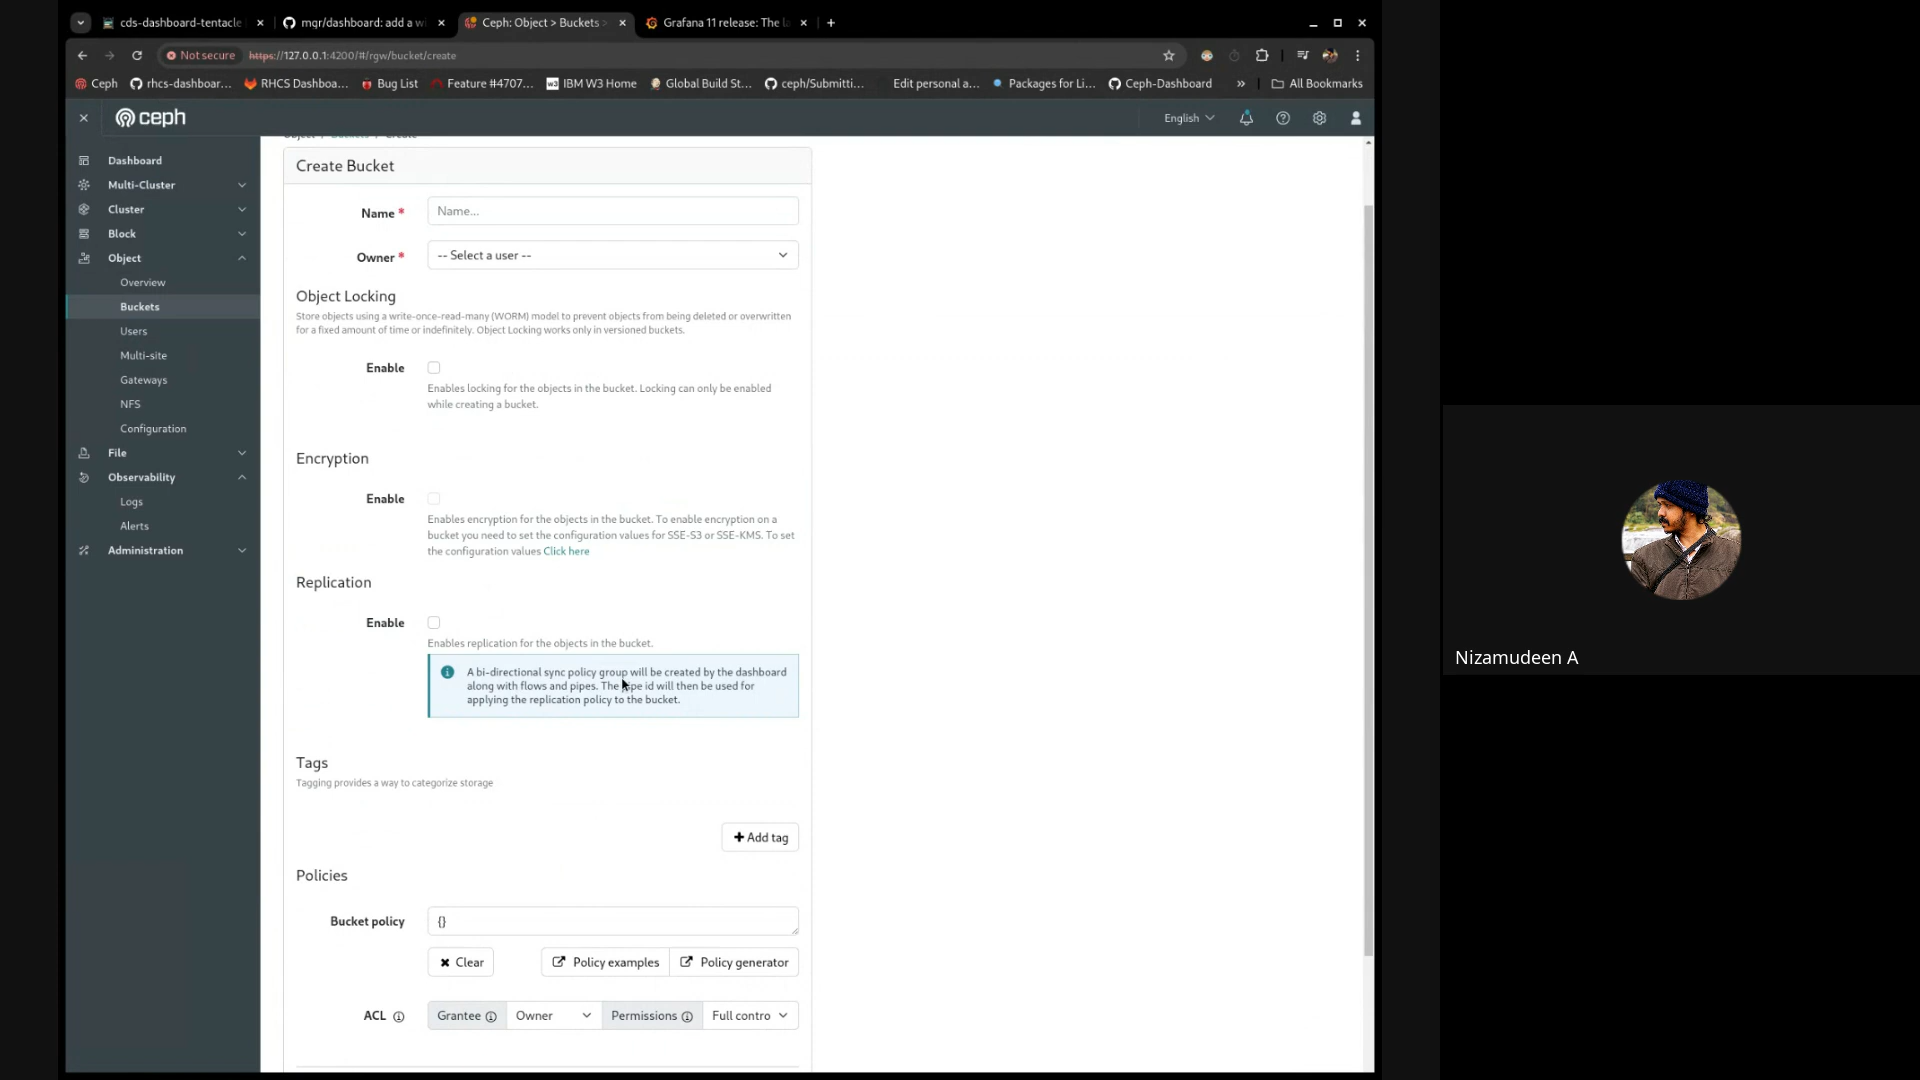 cds-dashboard-tentacle
mgr/dashboard: add a wi
Ceph: Object > Buckets >
Grafana 11 release: The la
Not secure
https://127.0.0.1:4200/#/rgw/bucket/create
Ceph
rhcs-dashboar...
RHCS Dashboa...
Bug List
Feature #4707...
IBM W3 Home
Global Build St...
ceph/Submitti...
Edit personal a...
Packages for Li...
Ceph-Dashboard
»
All Bookmarks
ceph
English
Dashboard
Multi-Cluster
Cluster
Block
Object
Overview
Buckets
Users
Multi-site
Gateways
NFS
Configuration
File
Observability
Logs
Alerts
Administration
Object / Buckets / Create
Create Bucket
Name *
Name...
Owner *
-- Select a user --
Object Locking
Store objects using a write-once-read-many (WORM) model to prevent objects from being deleted or overwritten
for a fixed amount of time or indefinitely. Object Locking works only in versioned buckets.
Enable
Enables locking for the objects in the bucket. Locking can only be enabled
while creating a bucket.
Encryption
Enable
Enables encryption for the objects in the bucket. To enable encryption on a
bucket you need to set the configuration values for SSE-S3 or SSE-KMS. To set
the configuration values Click here
Replication
Enable
Enables replication for the objects in the bucket.
A bi-directional sync policy group will be created by the dashboard
along with flows and pipes. The pipe id will then be used for
applying the replication policy to the bucket.
Tags
Tagging provides a way to categorize storage
Add tag
Policies
Bucket policy
{}
Clear
Policy examples
Policy generator
ACL
Grantee
Owner
Permissions
Full contro
Nizamudeen A